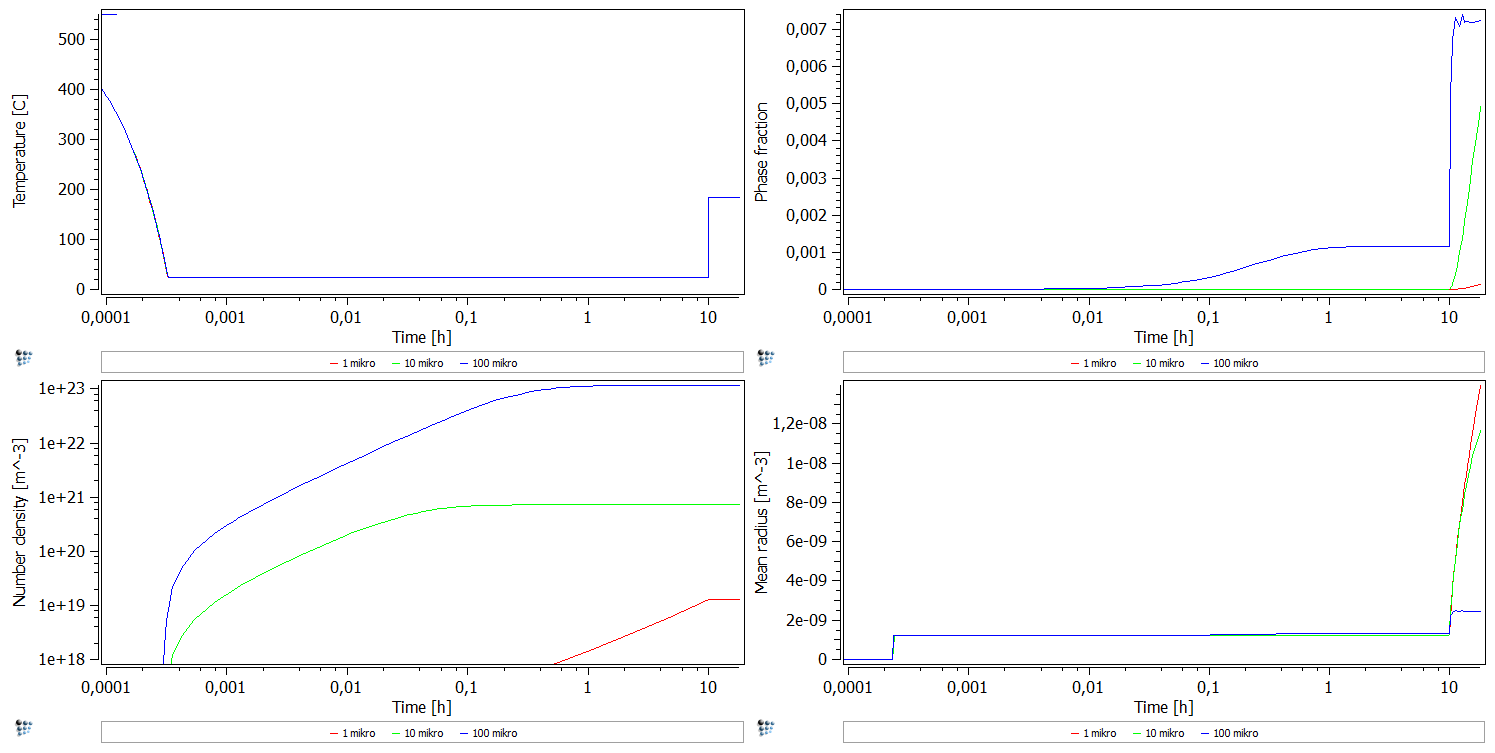 Temperature [C]
500
400
300
200
100
0
0,0001 0,001 0,01 0,1 1 10
Time [h]
1 mikro 10 mikro 100 mikro
Phase fraction
0,007
0,006
0,005
0,004
0,003
0,002
0,001
0
0,0001 0,001 0,01 0,1 1 10
Time [h]
1 mikro 10 mikro 100 mikro
Number density [m^-3]
1e+23
1e+22
1e+21
1e+20
1e+19
1e+18
0,0001 0,001 0,01 0,1 1 10
Time [h]
1 mikro 10 mikro 100 mikro
Mean radius [m^-3]
1,2e-08
1e-08
8e-09
6e-09
4e-09
2e-09
0
0,0001 0,001 0,01 0,1 1 10
Time [h]
1 mikro 10 mikro 100 mikro